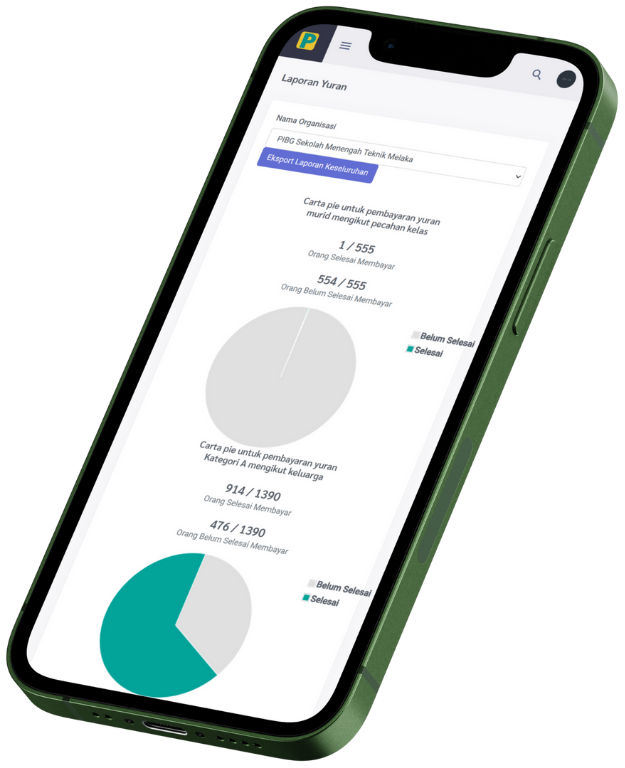 P
Laporan Yuran
Nama Organisasi
PIBG Sekolah Menengah Teknik Melaka
Eksport Laporan Keseluruhan
Carta pie untuk pembayaran yuran
murid mengikut pecahan kelas
1 / 555
Orang Selesai Membayar
554 / 555
Orang Belum Selesai Membayar
Belum Selesai
Selesai
Carta pie untuk pembayaran yuran
Kategori A mengikut keluarga
914 / 1390
Orang Selesai Membayar
476 / 1390
Orang Belum Selesai Membayar
Belum Selesai
Selesai